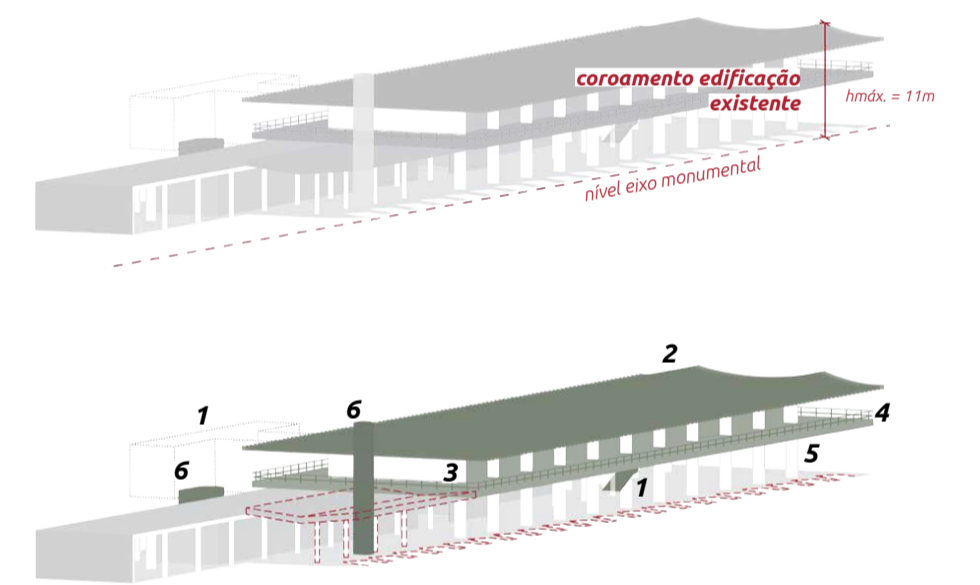 coroamento edificação
existente
hmáx. = 11m
nível eixo monumental
2
1
6
4
6
3
5
1